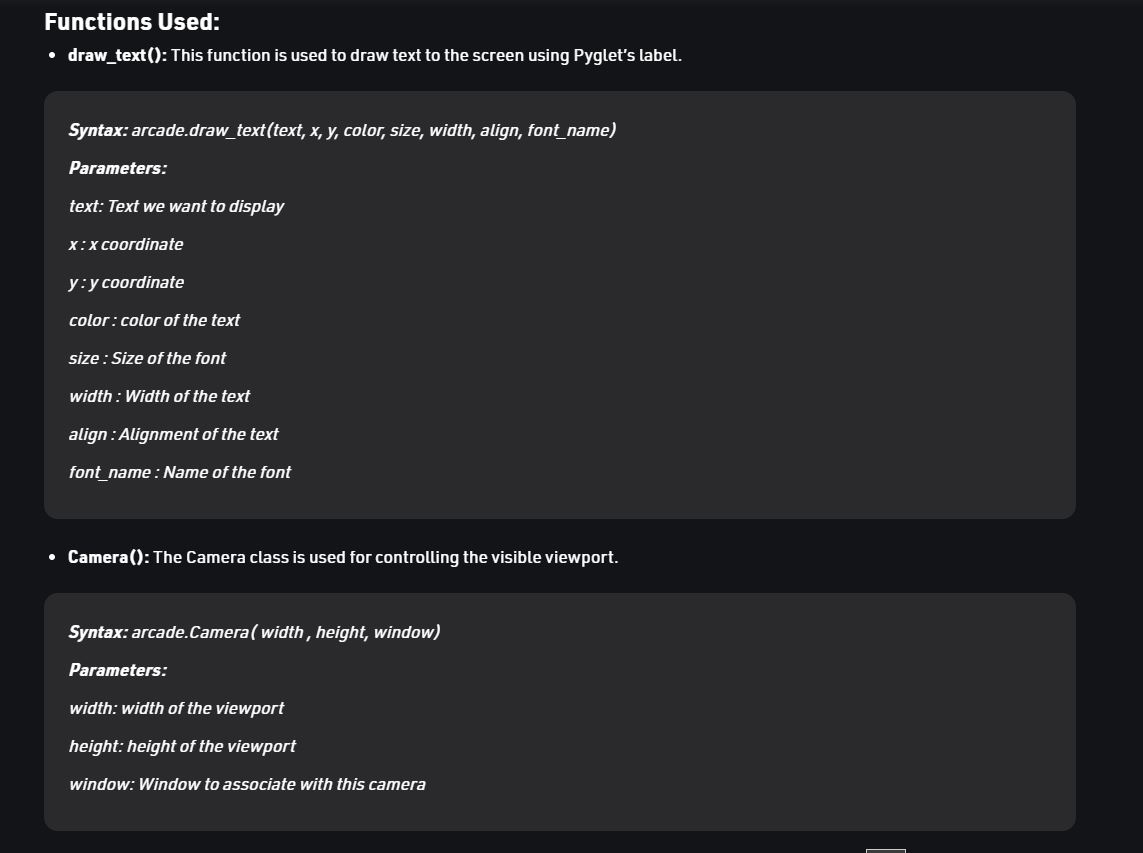 Functions Used:
• draw_text(): This function is used to draw text to the screen using Pyglet’s label.
Syntax: arcade.draw_text(text, x, y, color, size, width, align, font_name)
Parameters:
text: Text we want to display
x : x coordinate
y : y coordinate
color : color of the text
size : Size of the font
width : Width of the text
align : Alignment of the text
font_name : Name of the font
• Camera(): The Camera class is used for controlling the visible viewport.
Syntax: arcade.Camera( width , height, window)
Parameters:
width: width of the viewport
height: height of the viewport
window: Window to associate with this camera